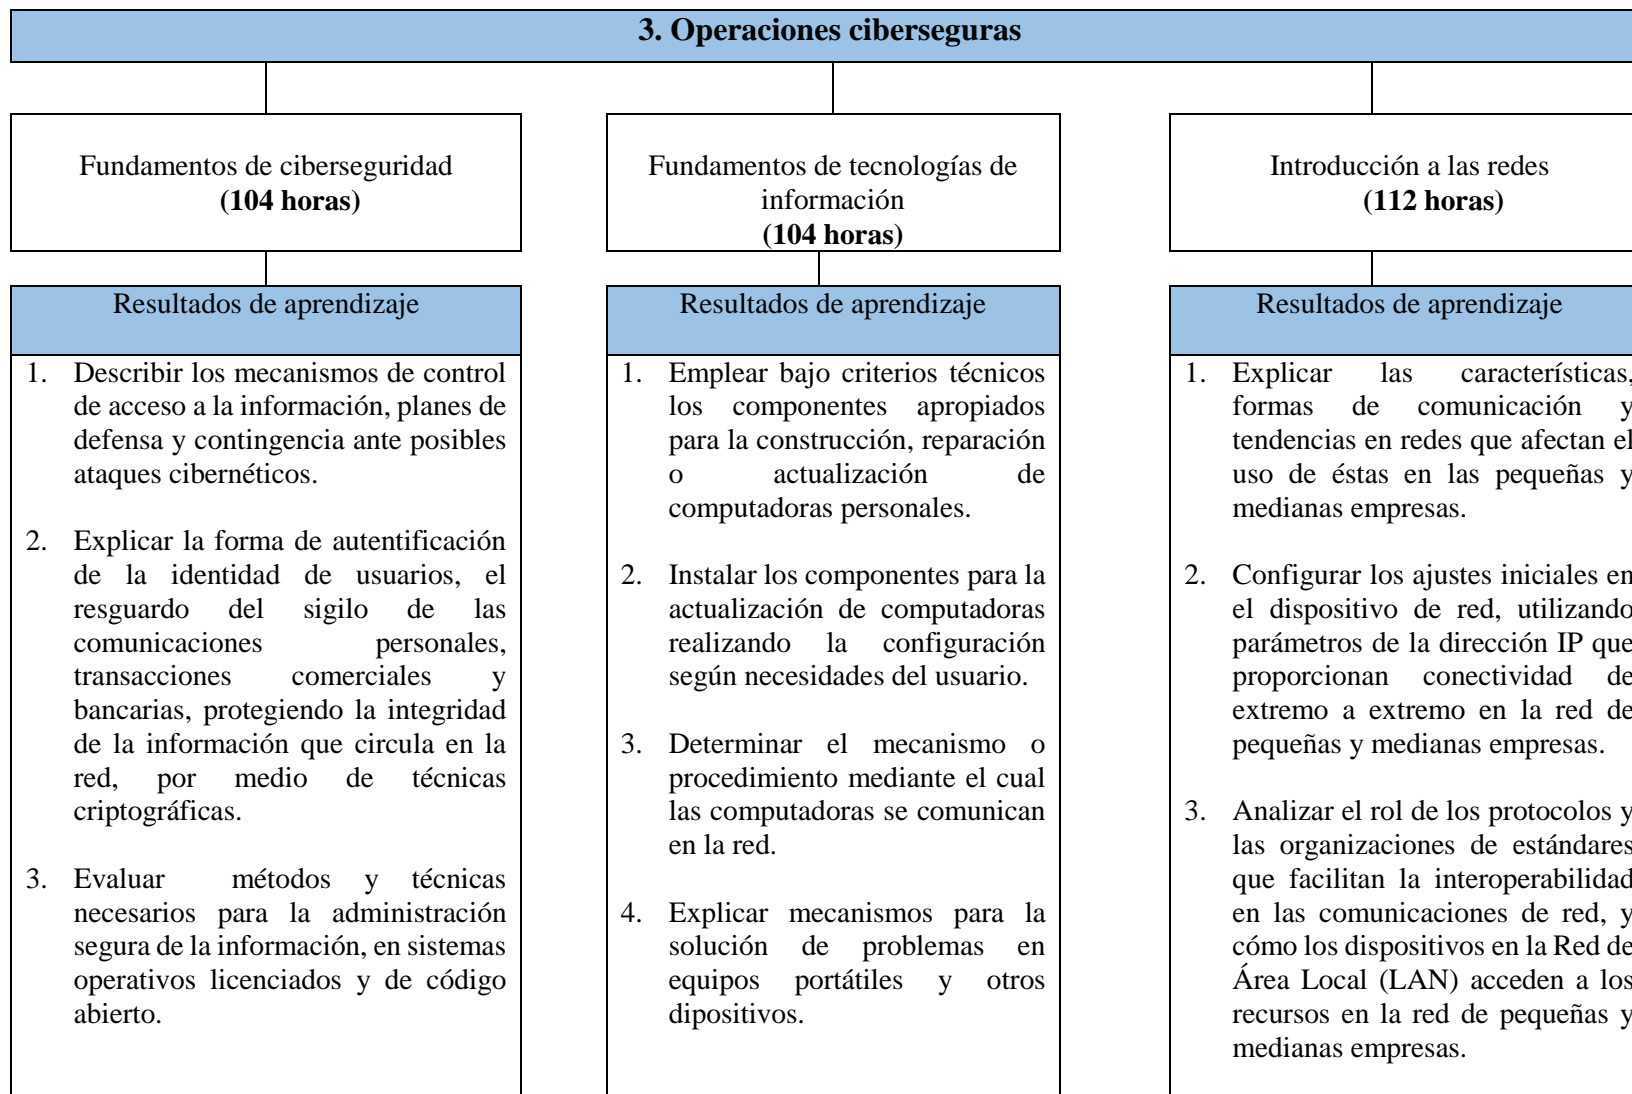 3. Operaciones ciberseguras
Fundamentos de ciberseguridad
(104 horas)
Resultados de aprendizaje
1. Describir los mecanismos de control
de acceso a la información, planes de
defensa y contingencia ante posibles
ataques cibernéticos.
2. Explicar la forma de autentificación
de la identidad de usuarios, el
resguardo del sigilo de las
comunicaciones personales,
transacciones comerciales y
bancarias, protegiendo la integridad
de la información que circula en la
red, por medio de técnicas
criptográficas.
3. Evaluar métodos y técnicas
necesarios para la administración
segura de la información, en sistemas
operativos licenciados y de código
abierto.
Fundamentos de tecnologías de
información
(104 horas)
Resultados de aprendizaje
1. Emplear bajo criterios técnicos
los componentes apropiados
para la construcción, reparación
o actualización de
computadoras personales.
2. Instalar los componentes para la
actualización de computadoras
realizando la configuración
según necesidades del usuario.
3. Determinar el mecanismo o
procedimiento mediante el cual
las computadoras se comunican
en la red.
4. Explicar mecanismos para la
solución de problemas en
equipos portátiles y otros
dipositivos.
Introducción a las redes
(112 horas)
Resultados de aprendizaje
1. Explicar las características,
formas de comunicación y
tendencias en redes que afectan el
uso de éstas en las pequeñas y
medianas empresas.
2. Configurar los ajustes iniciales en
el dispositivo de red, utilizando
parámetros de la dirección IP que
proporcionan conectividad de
extremo a extremo en la red de
pequeñas y medianas empresas.
3. Analizar el rol de los protocolos y
las organizaciones de estándares
que facilitan la interoperabilidad
en las comunicaciones de red, y
cómo los dispositivos en la Red de
Área Local (LAN) acceden a los
recursos en la red de pequeñas y
medianas empresas.